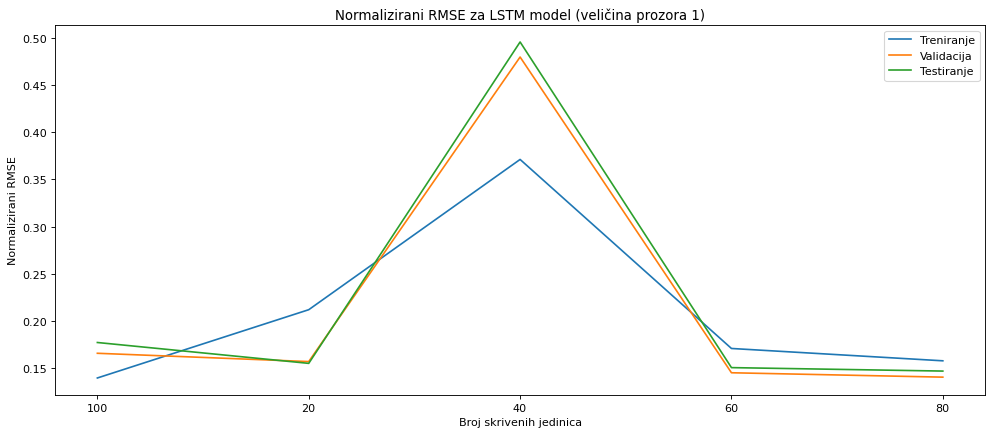 Normalizirani RMSE za LSTM model (veličina prozora 1)
Treniranje
Validacija
Testiranje
Normalizirani RMSE
0.50
0.45
0.40
0.35
0.30
0.25
0.20
0.15
100 20 40 60 80
Broj skrivenih jedinica